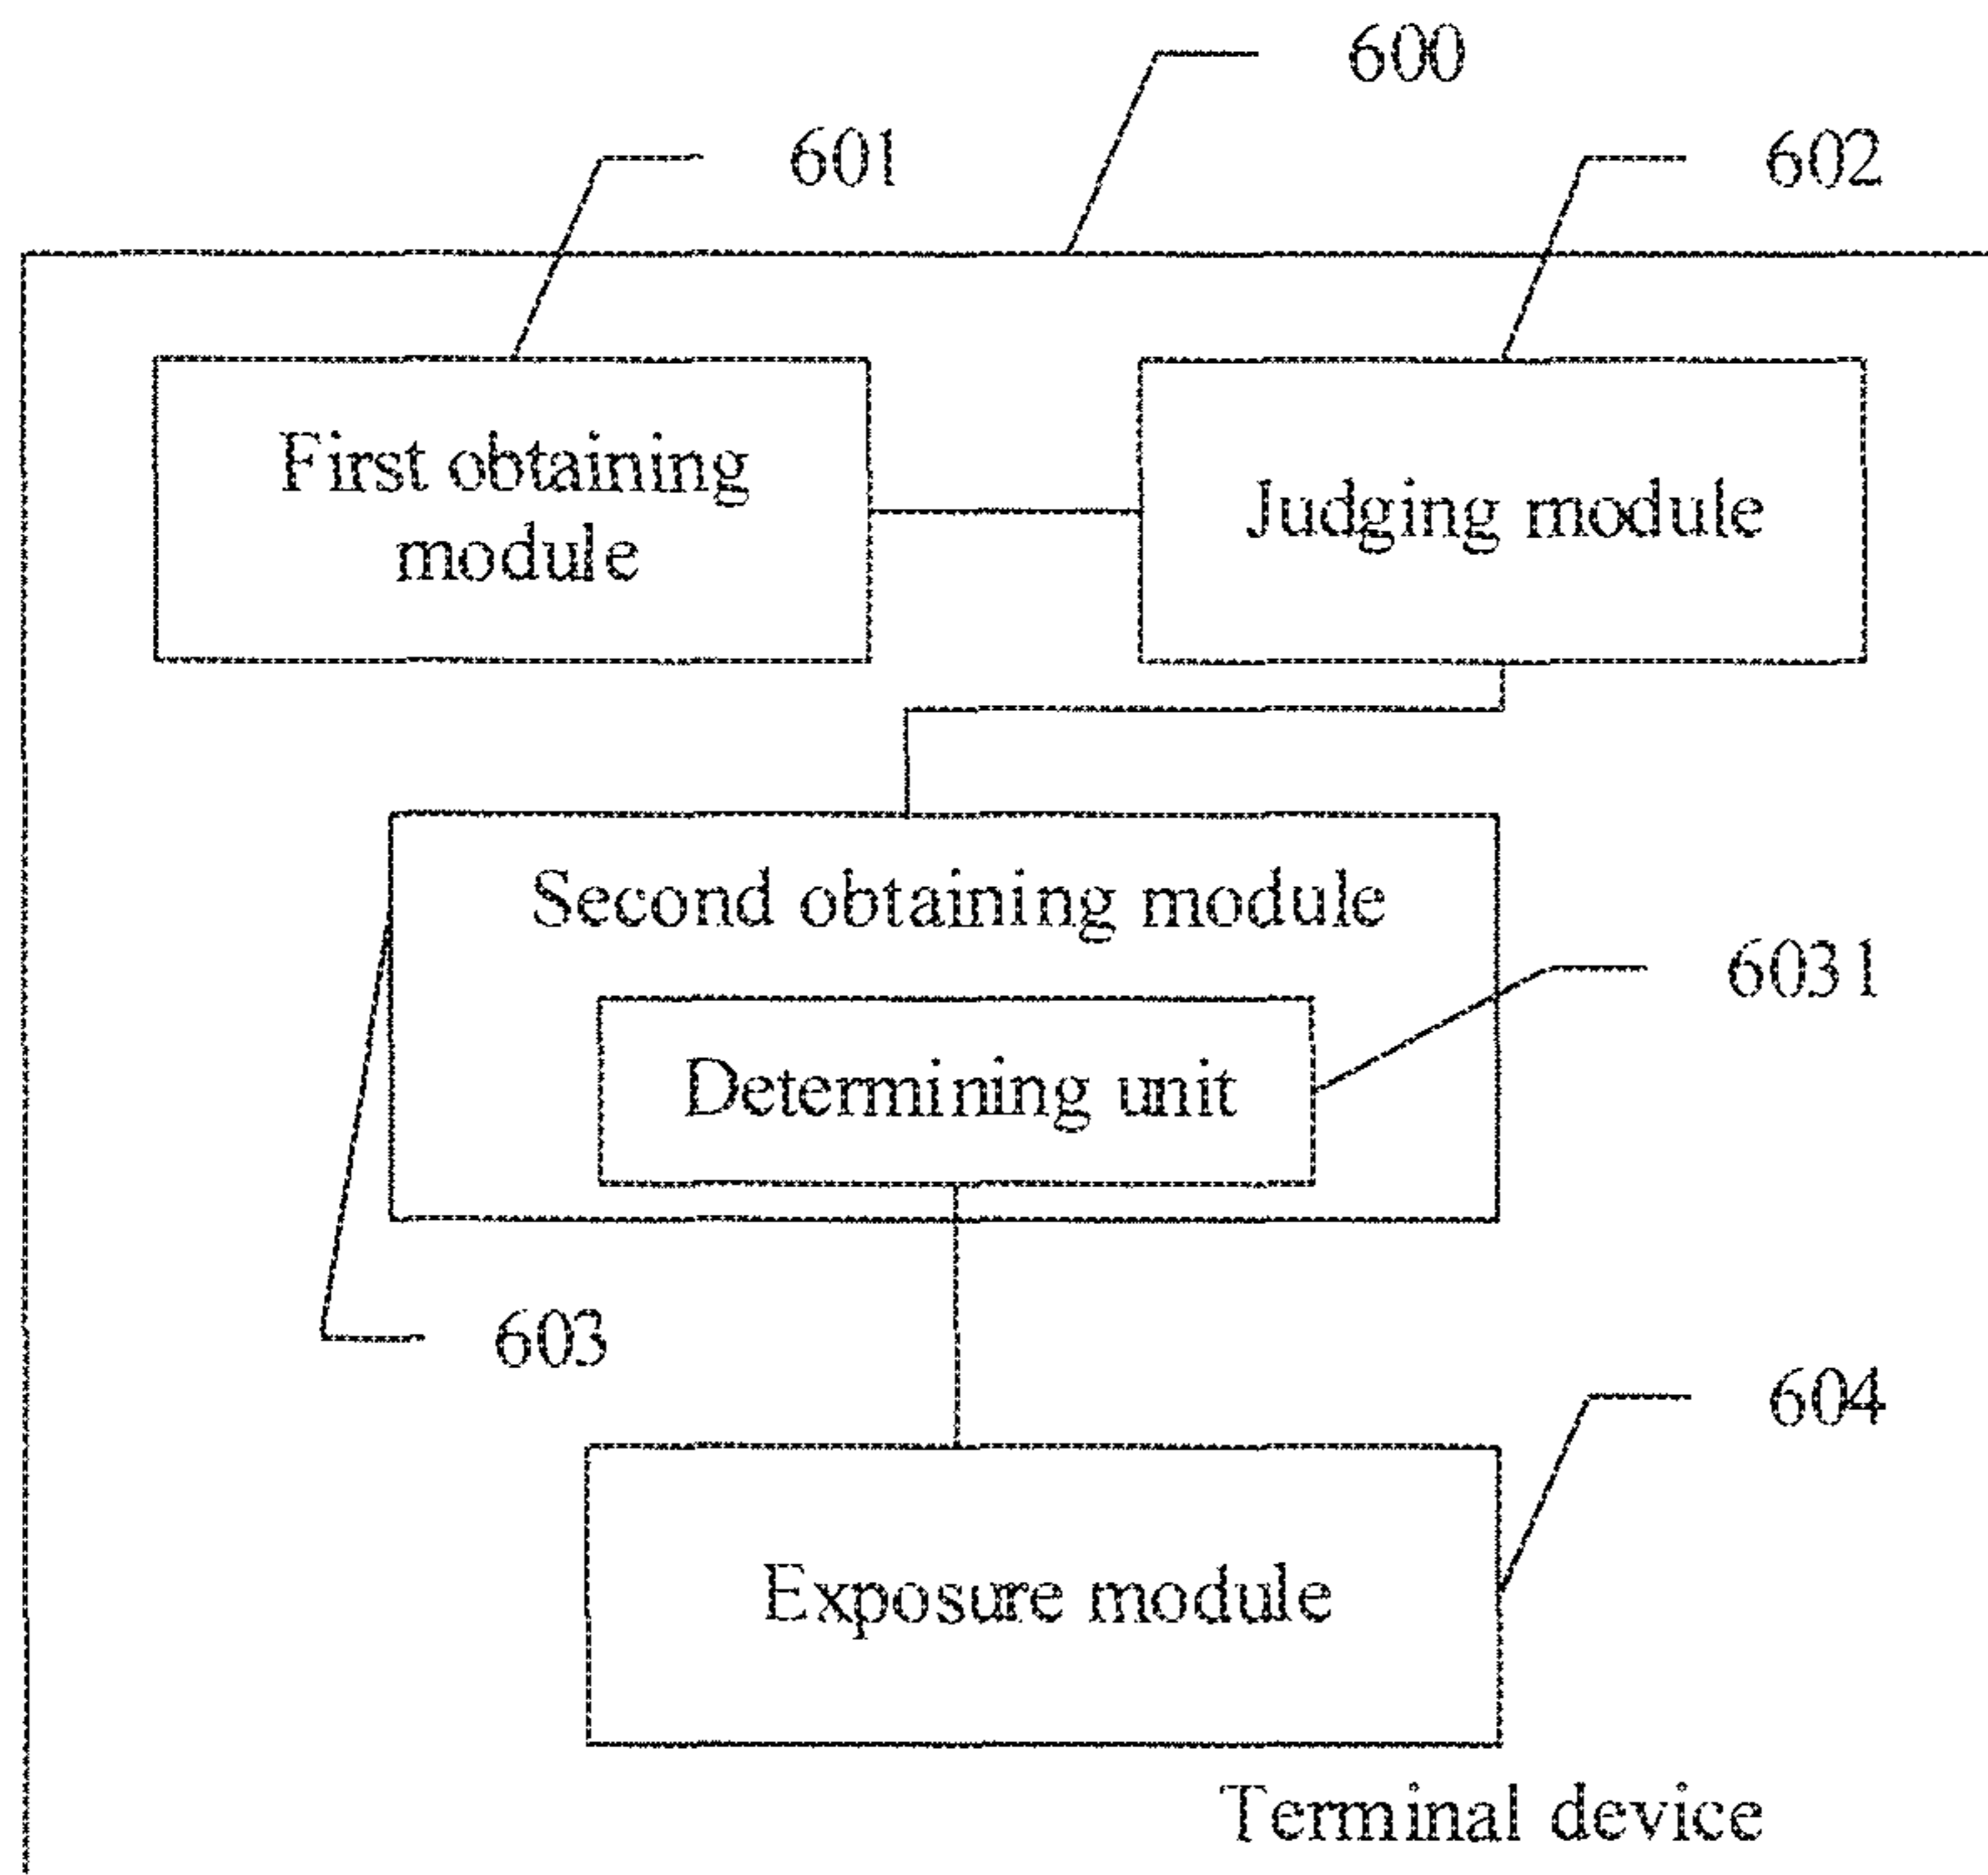 600
601
602
First obtaining
module
Judging module
Second obtaining module
6031
Determining unit
603
604
Exposure module
Terminal device